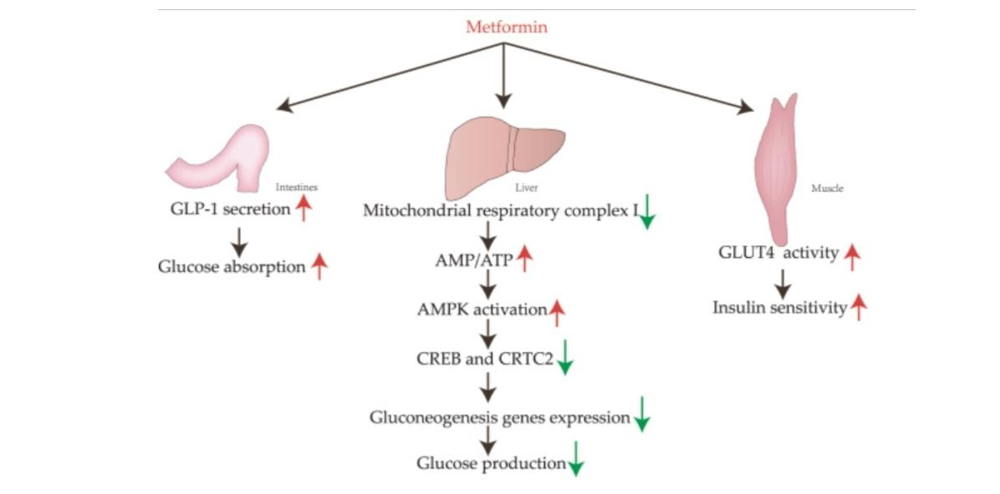 Metformin
Intestines
GLP-1 secretion
Glucose absorption
Liver
Mitochondrial respiratory complex I
AMP/ATP
AMPK activation
CREB and CRTC2
Gluconeogenesis genes expression
Glucose production
Muscle
GLUT4 activity
Insulin sensitivity